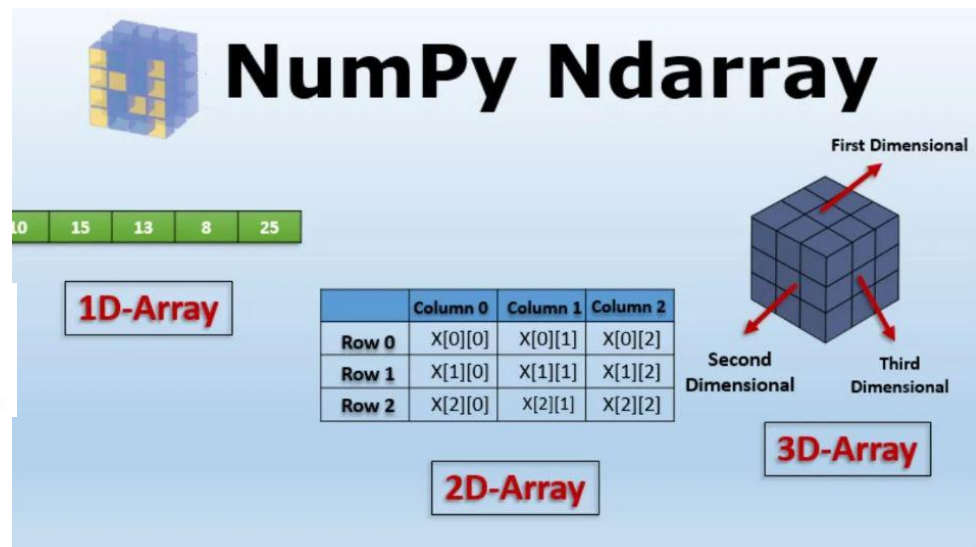 NumPy Ndarray
First Dimensional
10 15 13 8 25
1D-Array
Column 0 Column 1 Column 2
Row 0 X[0][0] X[0][1] X[0][2]
Row 1 X[1][0] X[1][1] X[1][2]
Row 2 X[2][0] X[2][1] X[2][2]
2D-Array
Second
Dimensional
Third
Dimensional
3D-Array